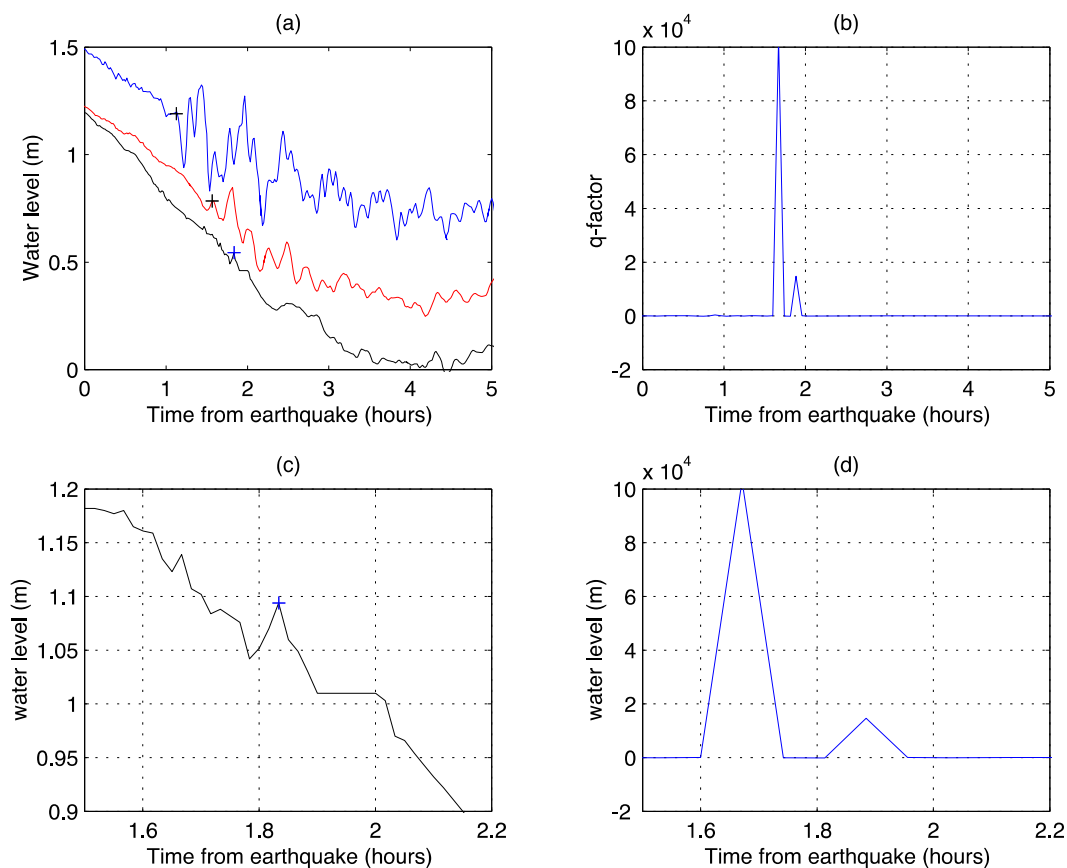 (a)
1.5
1
0.5
0
0 1 2 3 4 5
Water level (m)
Time from earthquake (hours)
(b)
x 10^4
10
8
6
4
2
0
-2
0 1 2 3 4 5
q-factor
Time from earthquake (hours)
(c)
1.2
1.15
1.1
1.05
1
0.95
0.9
1.6 1.8 2 2.2
water level (m)
Time from earthquake (hours)
(d)
x 10^4
10
8
6
4
2
0
-2
1.6 1.8 2 2.2
water level (m)
Time from earthquake (hours)